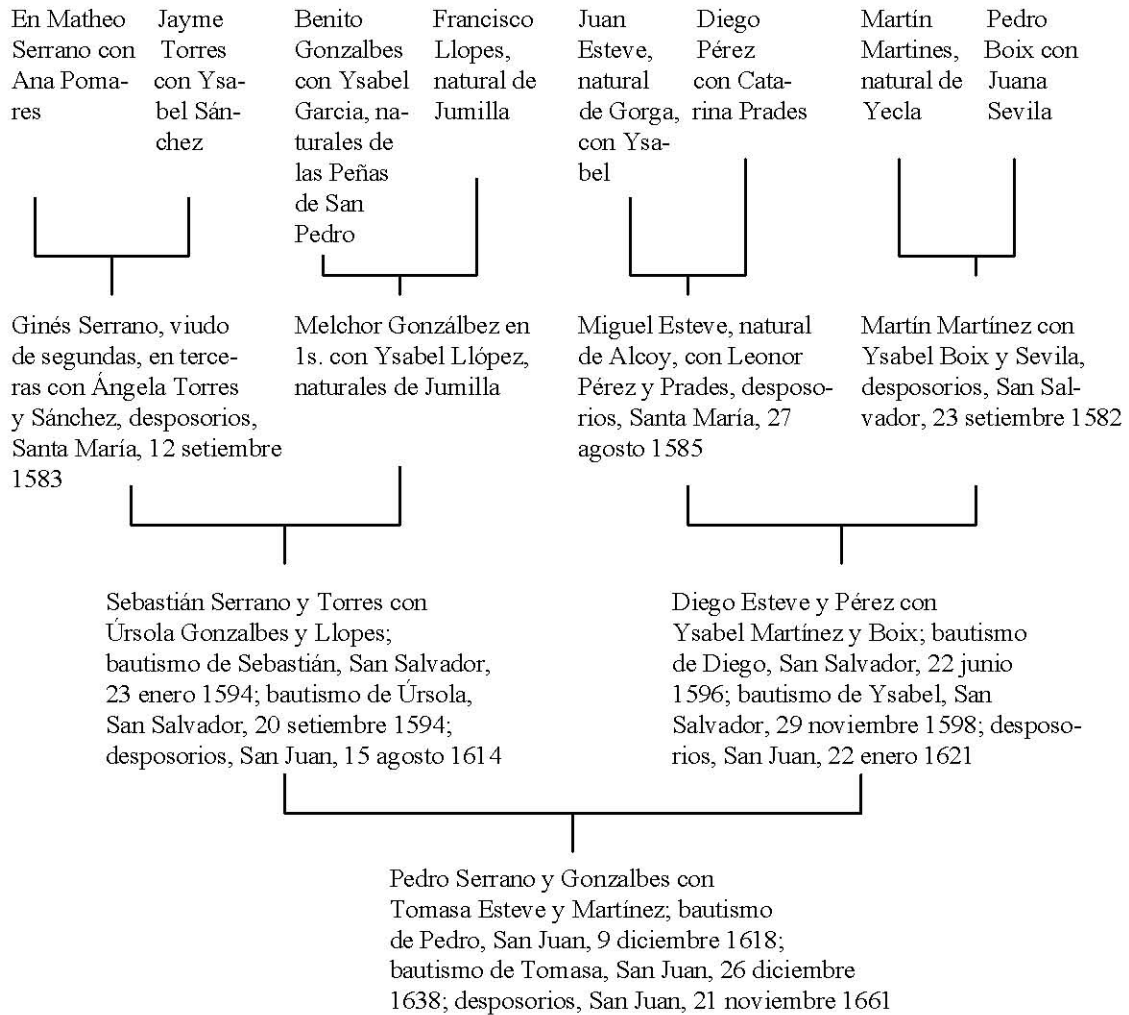 En Matheo
Serrano con
Ana Poma-
res
Jayme
Torres
con Ysa-
bel Sán-
chez
Benito
Gonzalbes
con Ysabel
Garcia, na-
turales de
las Peñas
de San
Pedro
Francisco
Llopes,
natural de
Jumilla
Juan
Esteve,
natural
de Gorga,
con Ysa-
bel
Diego
Pérez
con Cata-
rina Prades
Martín
Martines,
natural de
Yecla
Pedro
Boix con
Juana
Sevila
Ginés Serrano, viudo
de segundas, en terce-
ras con Ángela Torres
y Sánchez, desposorios,
Santa María, 12 setiembre
1583
Melchor Gonzálbez en
1s. con Ysabel Llópez,
naturales de Jumilla
Miguel Esteve, natural
de Alcoy, con Leonor
Pérez y Prades, desposo-
rios, Santa María, 27
agosto 1585
Martín Martínez con
Ysabel Boix y Sevila,
desposorios, San Sal-
vador, 23 setiembre 1582
Sebastián Serrano y Torres con
Úrsola Gonzalbes y Llopes;
bautismo de Sebastián, San Salvador,
23 enero 1594; bautismo de Úrsola,
San Salvador, 20 setiembre 1594;
desposorios, San Juan, 15 agosto 1614
Diego Esteve y Pérez con
Ysabel Martínez y Boix; bautismo
de Diego, San Salvador, 22 junio
1596; bautismo de Ysabel, San
Salvador, 29 noviembre 1598; desposo-
rios, San Juan, 22 enero 1621
Pedro Serrano y Gonzalbes con
Tomasa Esteve y Martínez; bautismo
de Pedro, San Juan, 9 diciembre 1618;
bautismo de Tomasa, San Juan, 26 diciembre
1638; desposorios, San Juan, 21 noviembre 1661